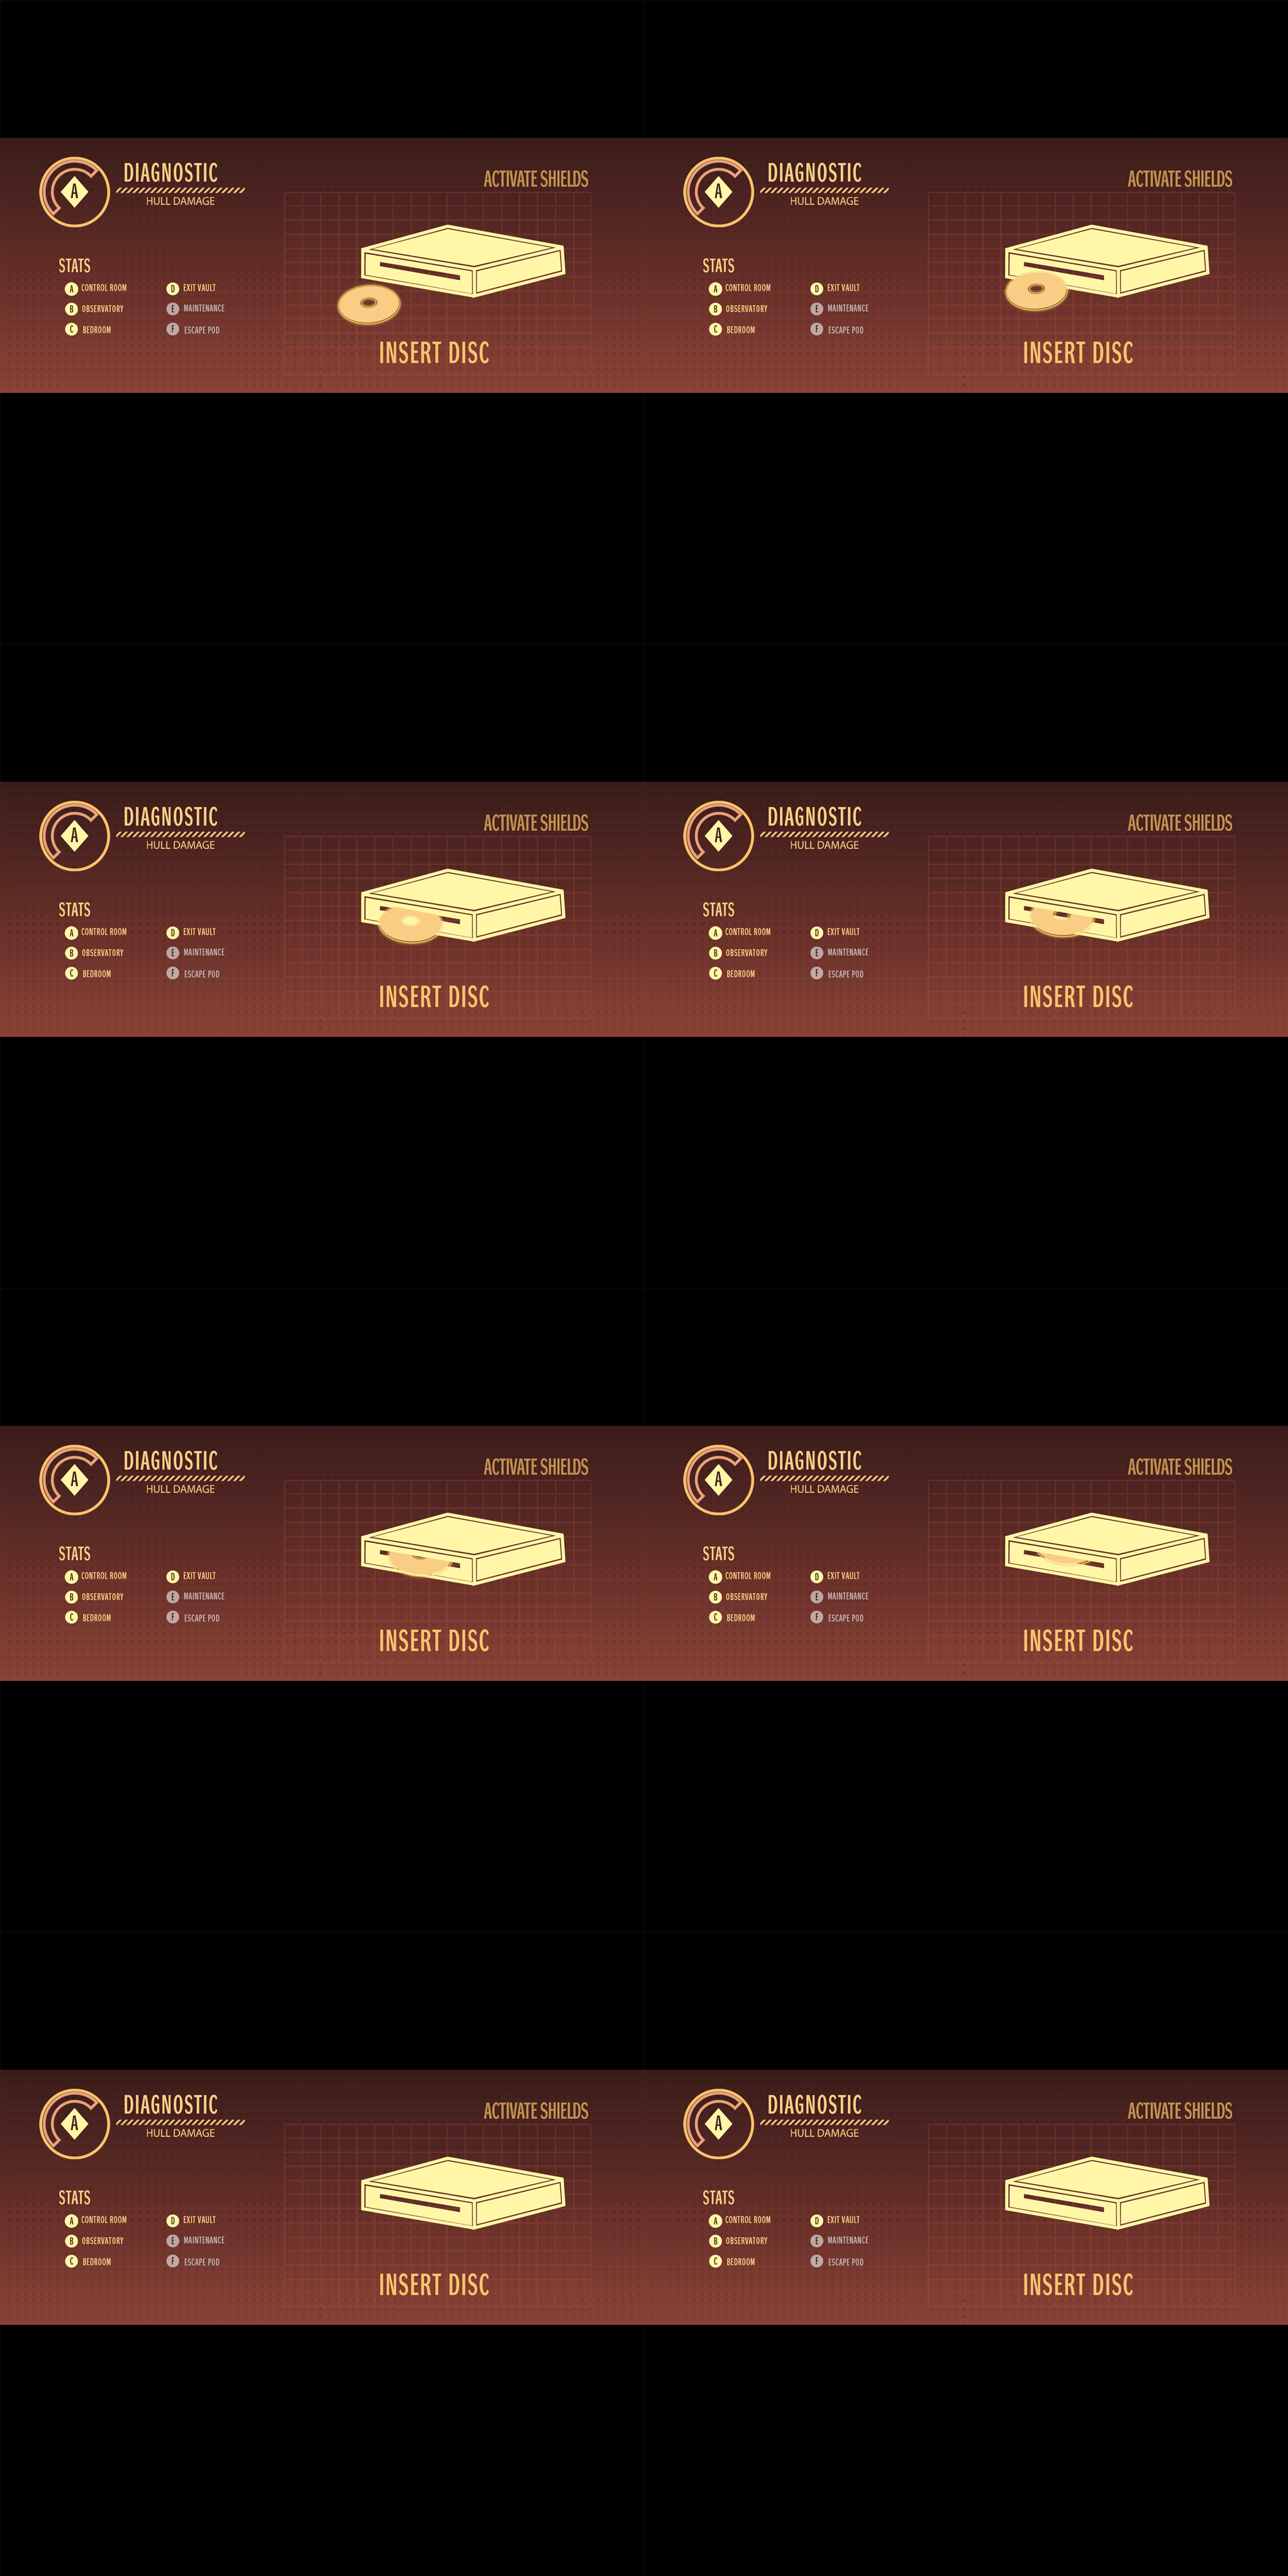 A DIAGNOSTIC
HULL DAMAGE
ACTIVATE SHIELDS
STATS
A CONTROL ROOM D EXIT VAULT
B OBSERVATORY E MAINTENANCE
C BEDROOM F ESCAPE POD
INSERT DISC
A DIAGNOSTIC
HULL DAMAGE
ACTIVATE SHIELDS
STATS
A CONTROL ROOM D EXIT VAULT
B OBSERVATORY E MAINTENANCE
C BEDROOM F ESCAPE POD
INSERT DISC
A DIAGNOSTIC
HULL DAMAGE
ACTIVATE SHIELDS
STATS
A CONTROL ROOM D EXIT VAULT
B OBSERVATORY E MAINTENANCE
C BEDROOM F ESCAPE POD
INSERT DISC
A DIAGNOSTIC
HULL DAMAGE
ACTIVATE SHIELDS
STATS
A CONTROL ROOM D EXIT VAULT
B OBSERVATORY E MAINTENANCE
C BEDROOM F ESCAPE POD
INSERT DISC
A DIAGNOSTIC
HULL DAMAGE
ACTIVATE SHIELDS
STATS
A CONTROL ROOM D EXIT VAULT
B OBSERVATORY E MAINTENANCE
C BEDROOM F ESCAPE POD
INSERT DISC
A DIAGNOSTIC
HULL DAMAGE
ACTIVATE SHIELDS
STATS
A CONTROL ROOM D EXIT VAULT
B OBSERVATORY E MAINTENANCE
C BEDROOM F ESCAPE POD
INSERT DISC
A DIAGNOSTIC
HULL DAMAGE
ACTIVATE SHIELDS
STATS
A CONTROL ROOM D EXIT VAULT
B OBSERVATORY E MAINTENANCE
C BEDROOM F ESCAPE POD
INSERT DISC
A DIAGNOSTIC
HULL DAMAGE
ACTIVATE SHIELDS
STATS
A CONTROL ROOM D EXIT VAULT
B OBSERVATORY E MAINTENANCE
C BEDROOM F ESCAPE POD
INSERT DISC